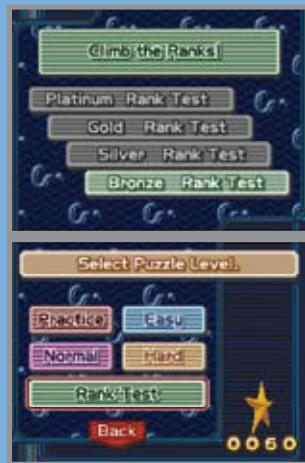 Climb the Ranks!
Platinum Rank Test
Gold Rank Test
Silver Rank Test
Bronze Rank Test
Select Puzzle Level.
Practice Easy
Normal Hard
Rank Test
Back
0060